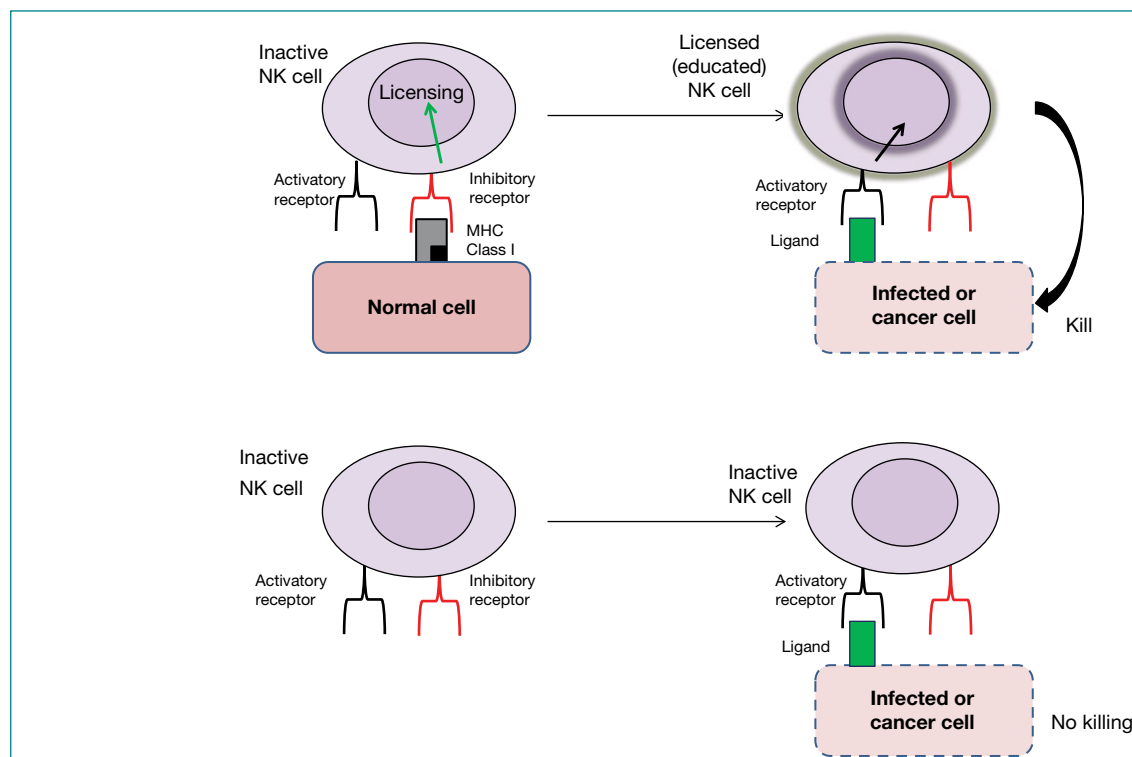 Inactive
NK cell
Licensing
Activatory
receptor
Inhibitory
receptor
MHC
Class I
Normal cell
Licensed
(educated)
NK cell
Activatory
receptor
Ligand
Infected or
cancer cell
Kill
Inactive
NK cell
Activatory
receptor
Inhibitory
receptor
Inactive
NK cell
Activatory
receptor
Ligand
Infected or
cancer cell
No killing